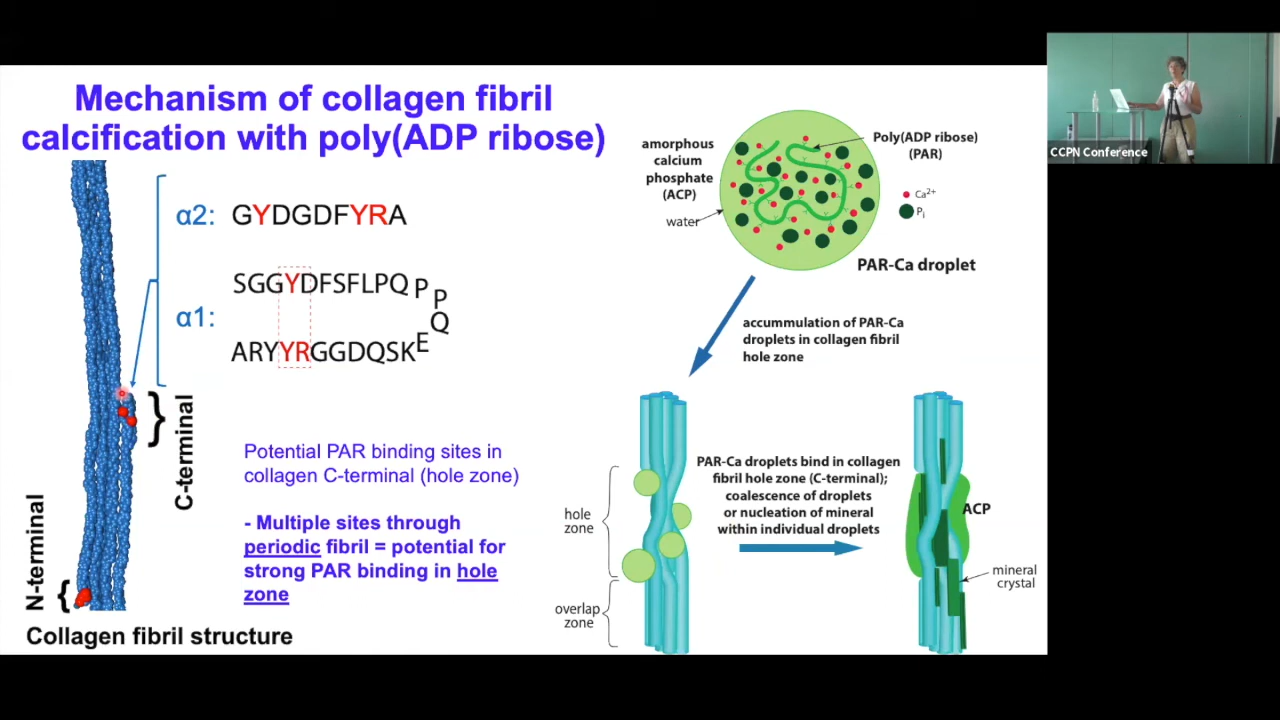 Mechanism of collagen fibril
calcification with poly(ADP ribose)
α2: GYDGDFYRA
SGGYDFSFLPQ P
P
Q
α1:
ARYYRGGDQSKE
C-terminal
N-terminal
Potential PAR binding sites in
collagen C-terminal (hole zone)
- Multiple sites through
periodic fibril = potential for
strong PAR binding in hole
zone
Collagen fibril structure
amorphous
calcium
phosphate
(ACP)
water
Poly(ADP ribose)
(PAR)
Ca2+
Pi
PAR-Ca droplet
accummulation of PAR-Ca
droplets in collagen fibril
hole zone
hole
zone
overlap
zone
PAR-Ca droplets bind in collagen
fibril hole zone (C-terminal);
coalescence of droplets
or nucleation of mineral
within individual droplets
ACP
mineral
crystal
CCPN Conference